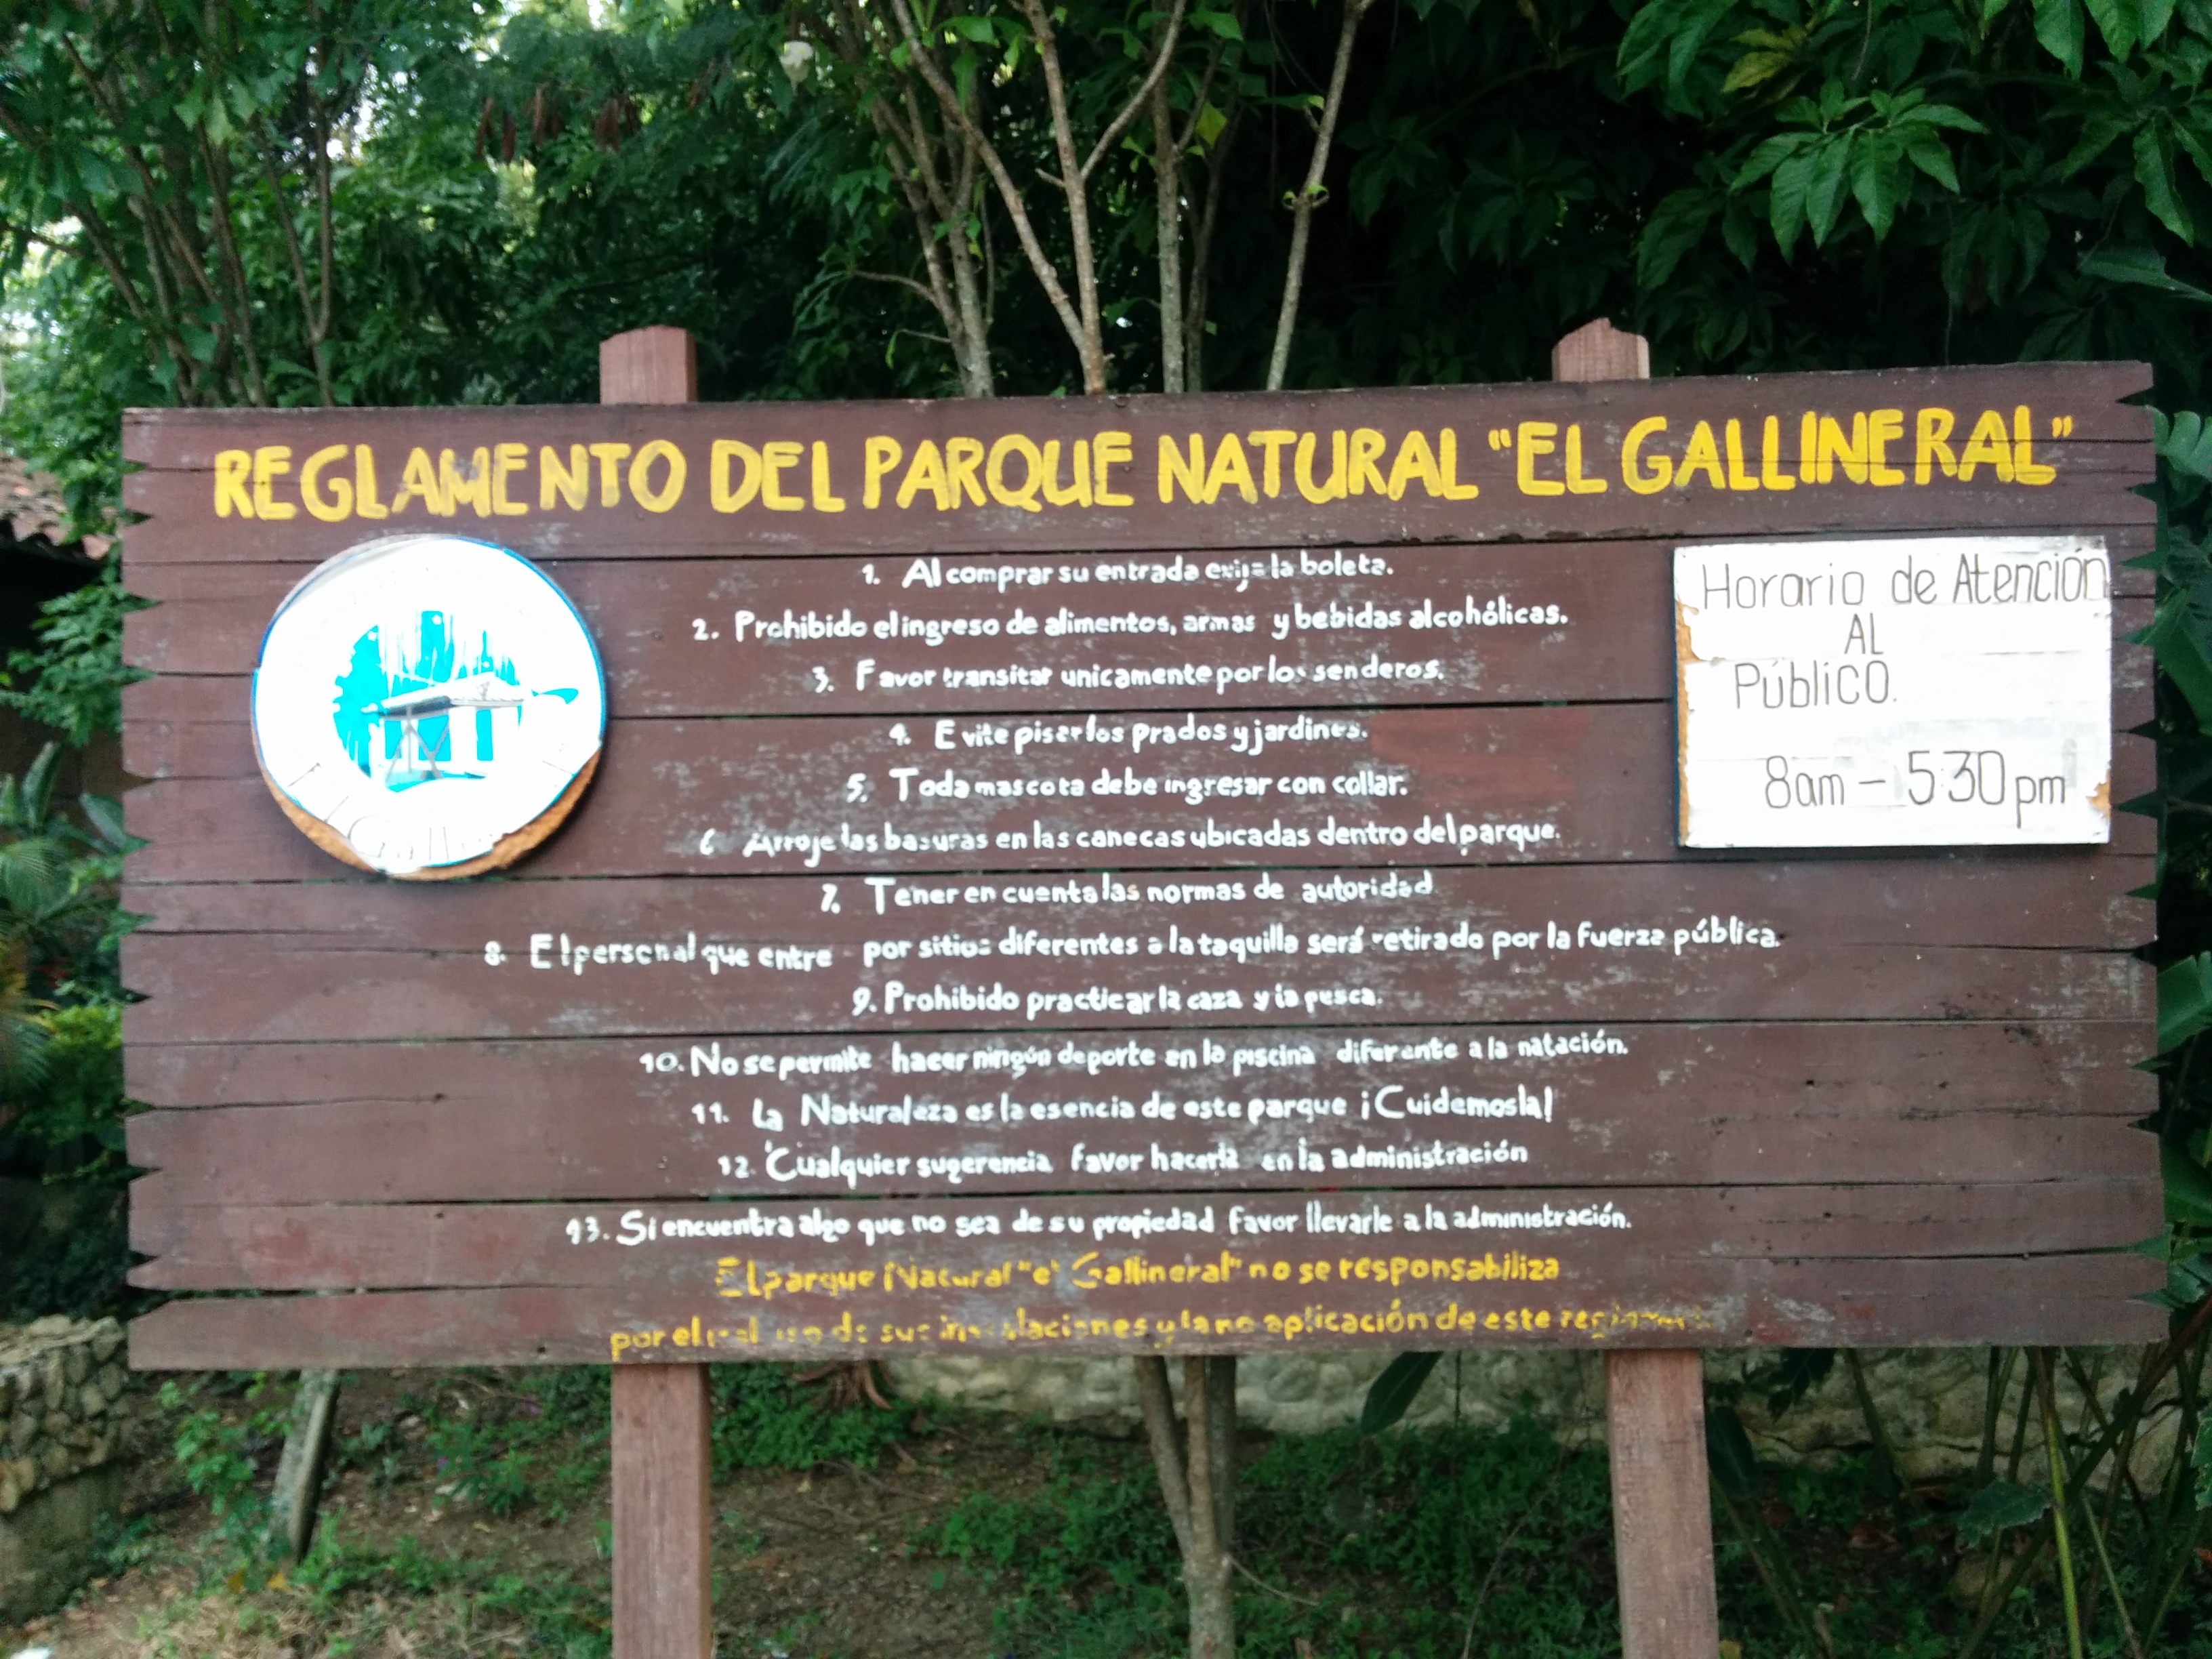 REGLAMENTO DEL PARQUE NATURAL "EL GALLINERAL"
1. Al comprar su entrada exija la boleta.
2. Prohibido el ingreso de alimentos, armas y bebidas alcohólicas.
3. Favor transitar unicamente por los senderos.
4. Evite pisar los prados y jardines.
5. Toda mascota debe ingresar con collar.
6 Arroje las basuras en las canecas ubicadas dentro del parque.
7. Tener en cuenta las normas de autoridad
8. El personal que entre por sitios diferentes a la taquilla será retirado por la fuerza pública.
9. Prohibido practicar la caza y la pesca.
10. No se permite hacer ningún deporte en la piscina diferente a la natación.
11. La Naturaleza es la esencia de este parque ¡Cuidemosla!
12. Cualquier sugerencia favor hacerla en la administración
13. Si encuentra algo que no sea de su propiedad favor llevarle a la administración.
El parque Natural "el Gallineral" no se responsabiliza
por el mal uso de sus instalaciones y la no aplicación de este
Horario de Atención
AL
PÚbliCO.
8am - 5:30 pm